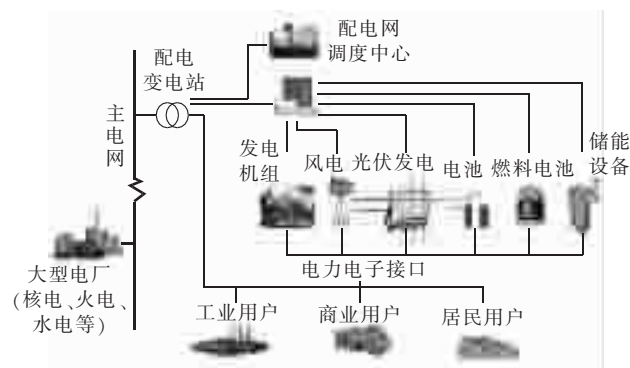 配电网
调度中心
配电
变电站
主
电
网
发电
机组
风电
光伏发电
电池
燃料电池
储能
设备
电力电子接口
大型电厂
(核电、火电、
水电等)
工业用户
商业用户
居民用户